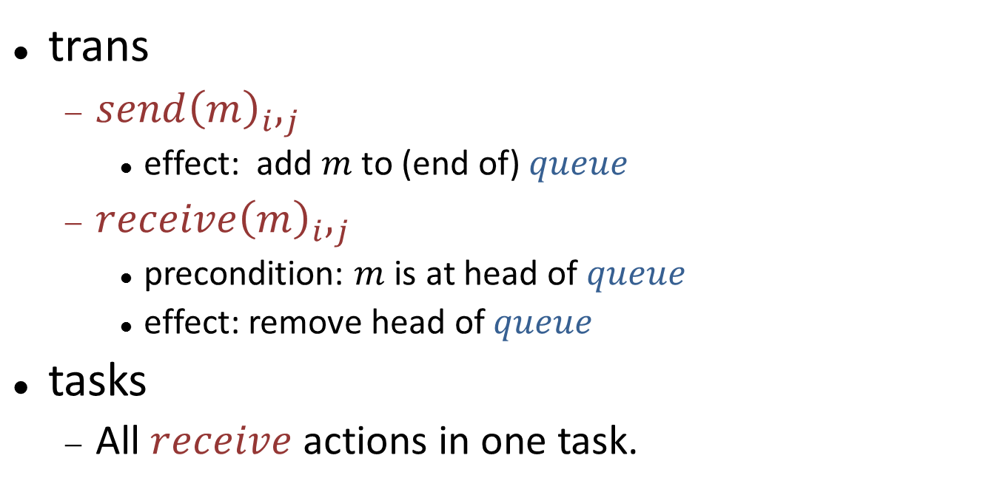 • trans
– send(m)i,j
• effect: add m to (end of) queue
– receive(m)i,j
• precondition: m is at head of queue
• effect: remove head of queue
• tasks
– All receive actions in one task.